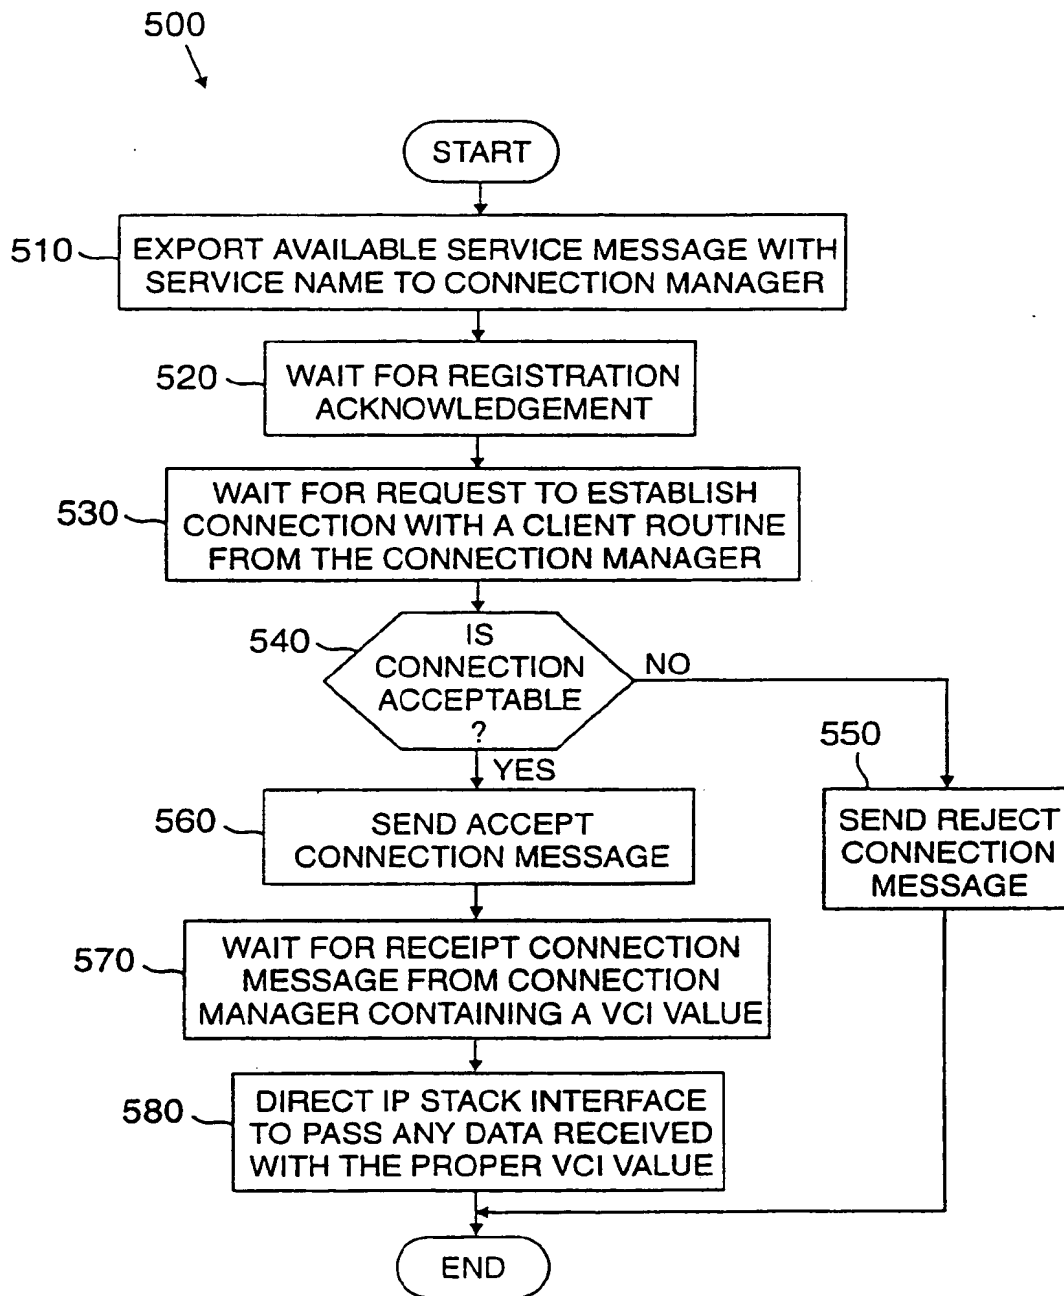 500
START
510
EXPORT AVAILABLE SERVICE MESSAGE WITH
SERVICE NAME TO CONNECTION MANAGER
520
WAIT FOR REGISTRATION
ACKNOWLEDGEMENT
530
WAIT FOR REQUEST TO ESTABLISH
CONNECTION WITH A CLIENT ROUTINE
FROM THE CONNECTION MANAGER
540
IS
CONNECTION
ACCEPTABLE
?
NO
YES
550
SEND REJECT
CONNECTION
MESSAGE
560
SEND ACCEPT
CONNECTION MESSAGE
570
WAIT FOR RECEIPT CONNECTION
MESSAGE FROM CONNECTION
MANAGER CONTAINING A VCI VALUE
580
DIRECT IP STACK INTERFACE
TO PASS ANY DATA RECEIVED
WITH THE PROPER VCI VALUE
END